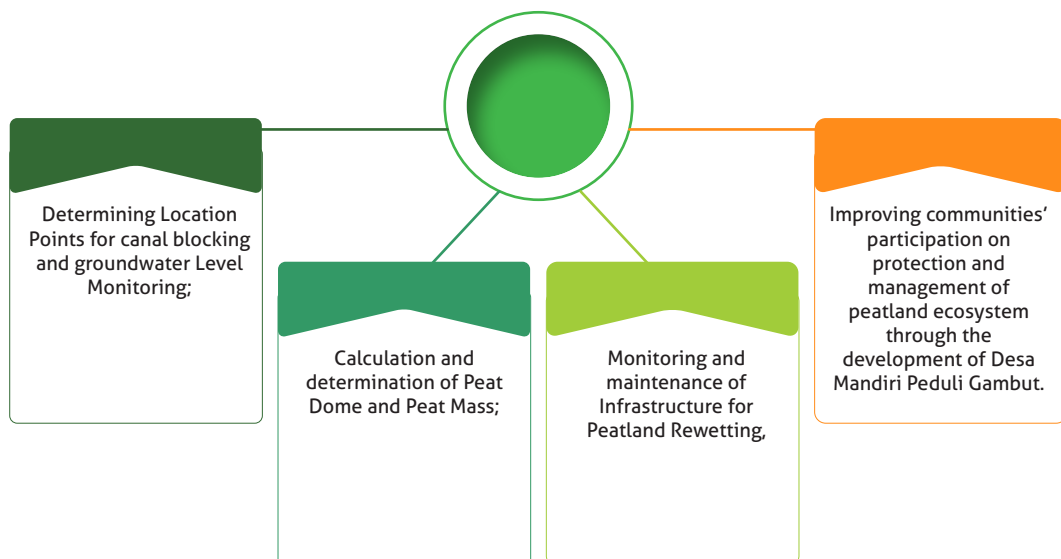 Determining Location
Points for canal blocking
and groundwater Level
Monitoring;
Calculation and
determination of Peat
Dome and Peat Mass;
Monitoring and
maintenance of
Infrastructure for
Peatland Rewetting,
Improving communities’
participation on
protection and
management of
peatland ecosystem
through the
development of Desa
Mandiri Peduli Gambut.